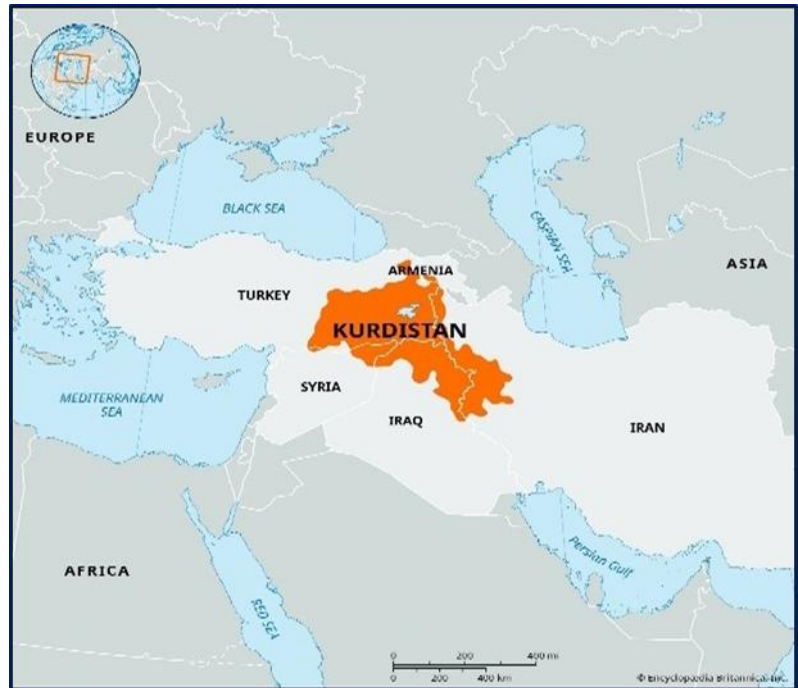 EUROPE
BLACK SEA
CASPIAN SEA
ASIA
ARMENIA
TURKEY
KURDISTAN
MEDITERRANEAN
SEA
SYRIA
IRAQ
IRAN
AFRICA
RED SEA
Persian Gulf
0 200 400 mi
0 200 400 km
© Encyclopædia Britannica, Inc.